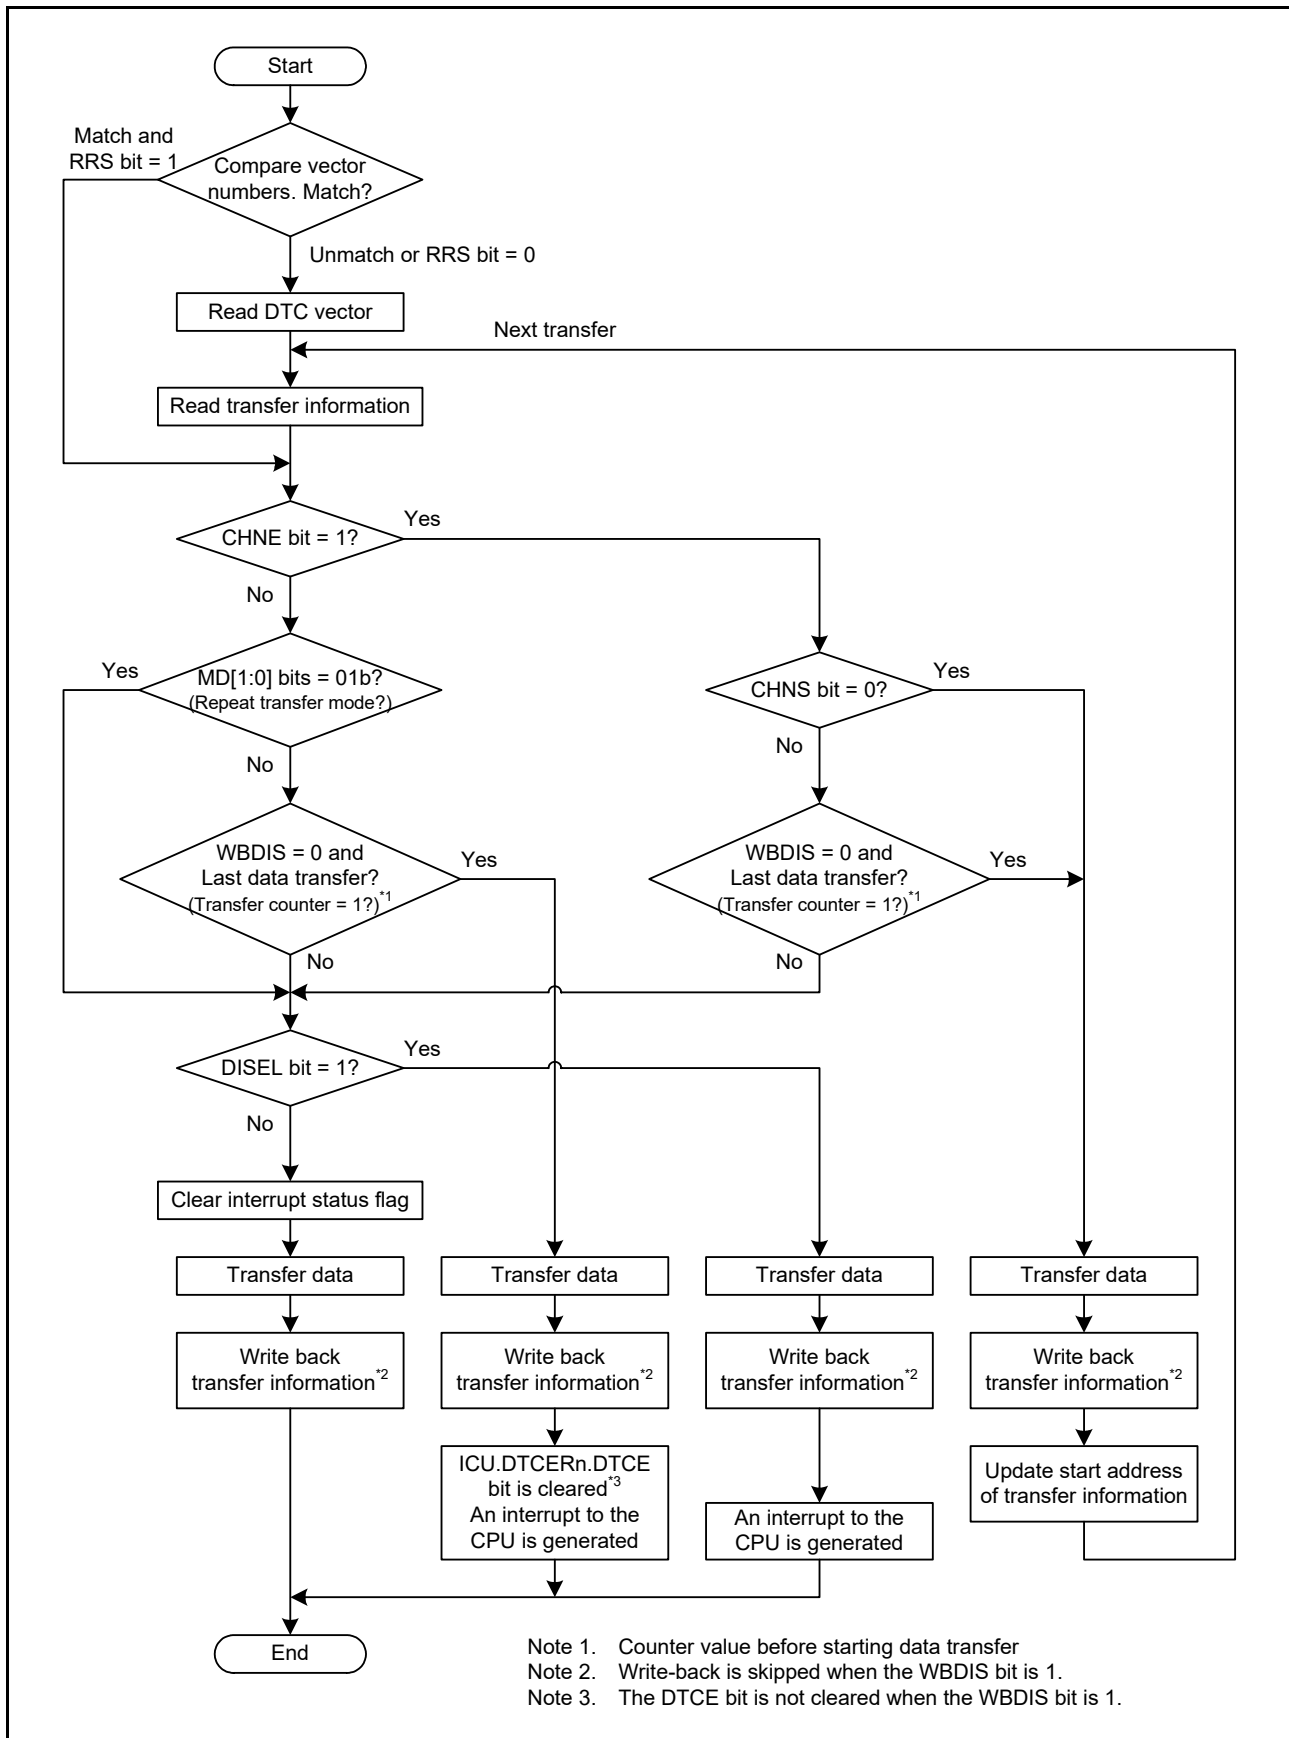 Start
Match and
RRS bit = 1
Compare vector
numbers. Match?
Unmatch or RRS bit = 0
Read DTC vector
Next transfer
Read transfer information
CHNE bit = 1?
Yes
No
MD[1:0] bits = 01b?
(Repeat transfer mode?)
Yes
No
CHNS bit = 0?
Yes
No
WBDIS = 0 and
Last data transfer?
(Transfer counter = 1?)*1
Yes
No
WBDIS = 0 and
Last data transfer?
(Transfer counter = 1?)*1
Yes
No
DISEL bit = 1?
Yes
No
Clear interrupt status flag
Transfer data
Transfer data
Transfer data
Transfer data
Write back
transfer information*2
Write back
transfer information*2
Write back
transfer information*2
Write back
transfer information*2
ICU.DTCERn.DTCE
bit is cleared*3
An interrupt to the
CPU is generated
An interrupt to the
CPU is generated
Update start address
of transfer information
End
Note 1. Counter value before starting data transfer
Note 2. Write-back is skipped when the WBDIS bit is 1.
Note 3. The DTCE bit is not cleared when the WBDIS bit is 1.